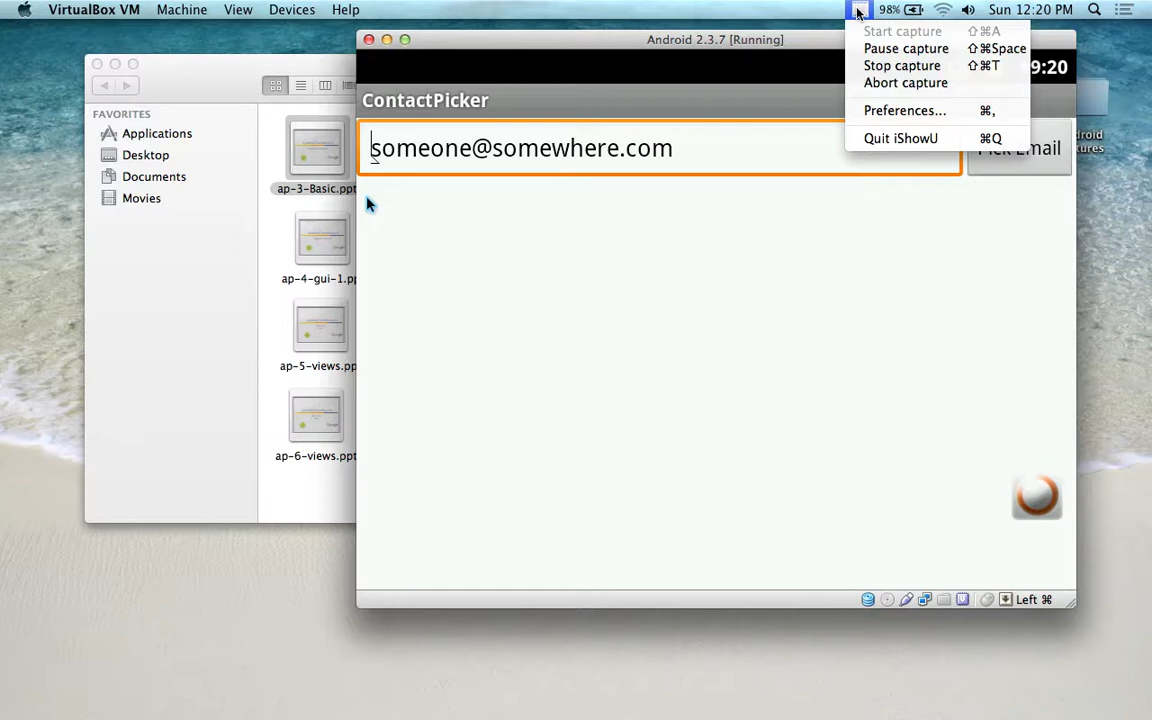 VirtualBox VM Machine View Devices Help 98% Sun 12:20 PM
Start capture ⇧⌘A
Pause capture ⇧⌘Space
Stop capture ⇧⌘T
Abort capture
Preferences... ⌘,
Quit iShowU ⌘Q
Android 2.3.7 [Running]
9:20
ContactPicker
someone@somewhere.com
Email
FAVORITES
Applications
Desktop
Documents
Movies
ap-3-Basic.ppt
ap-4-gui-1.pp
ap-5-views.pp
ap-6-views.ppt
Left ⌘